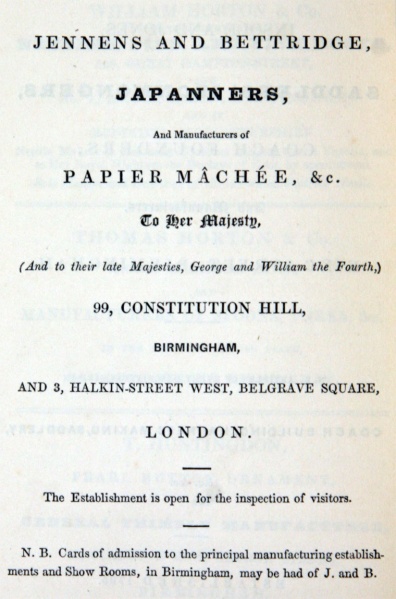 JENNENS AND BETTRIDGE,
JAPANNERS,
And Manufacturers of
PAPIER MÂCHÉE, &c.
To Her Majesty,
(And to their late Majesties, George and William the Fourth,)
99, CONSTITUTION HILL,
BIRMINGHAM,
AND 3, HALKIN-STREET WEST, BELGRAVE SQUARE,
LONDON.
The Establishment is open for the inspection of visitors.
N. B. Cards of admission to the principal manufacturing establish-
ments and Show Rooms, in Birmingham, may be had of J. and B.